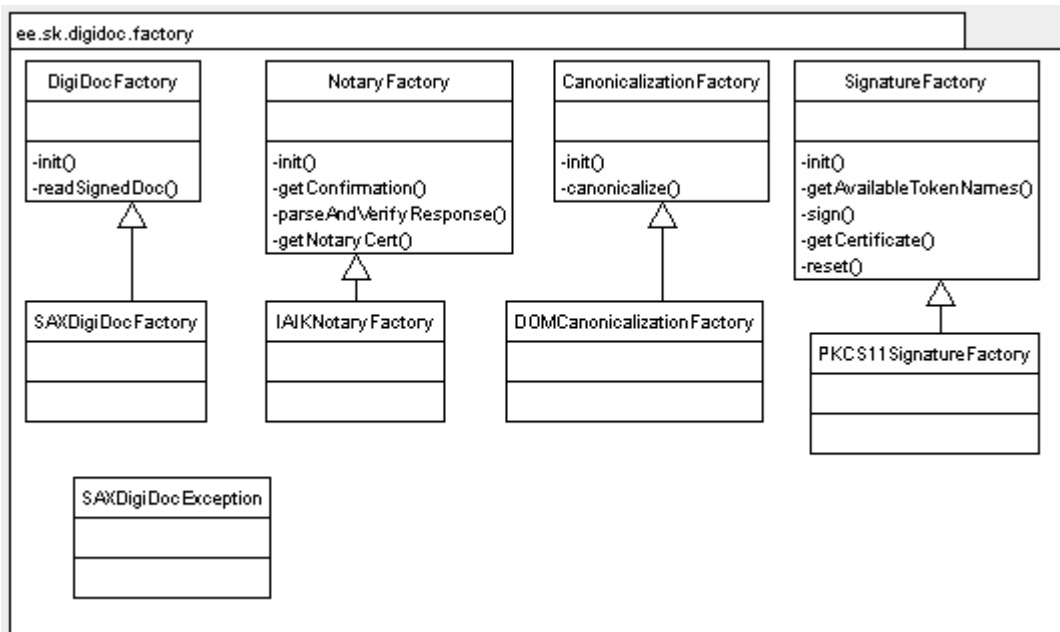 ee.sk.digidoc.factory
DigiDocFactory
-init()
-readSignedDoc()
NotaryFactory
-init()
-getConfirmation()
-parseAndVerifyResponse()
-getNotaryCert()
CanonicalizationFactory
-init()
-canonicalize()
SignatureFactory
-init()
-getAvailableTokenNames()
-sign()
-getCertificate()
-reset()
SAXDigiDocFactory
IAIKNotaryFactory
DOMCanonicalizationFactory
PKCS11SignatureFactory
SAXDigiDocException